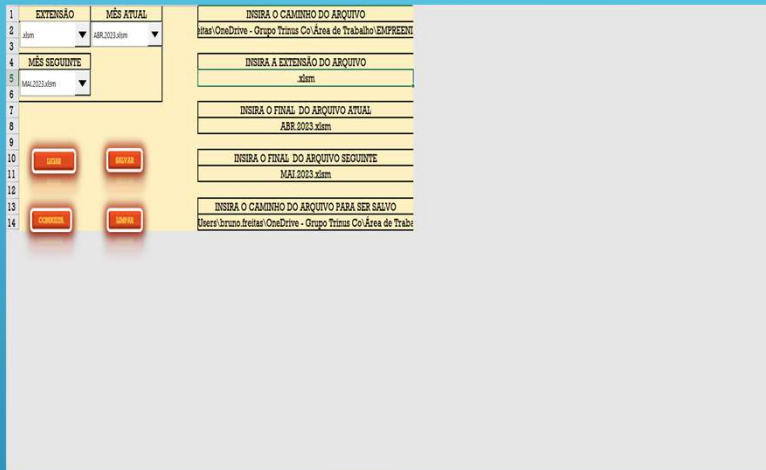 1 EXTENSÃO MÊS ATUAL INSIRA O CAMINHO DO ARQUIVO
2 .xlsm ABR.2023.xlsm eitas\OneDrive - Grupo Trinus Co\Área de Trabalho\EMPREENI
3
4 MÊS SEGUINTE INSIRA A EXTENSÃO DO ARQUIVO
5 MAI.2023.xlsm .xlsm
6
7 INSIRA O FINAL DO ARQUIVO ATUAL
8 ABR.2023.xlsm
9
10 INSIRA O FINAL DO ARQUIVO SEGUINTE
SALVAR
11 MAI.2023.xlsm
12
13 INSIRA O CAMINHO DO ARQUIVO PARA SER SALVO
14 LIMPAR Users\bruno.freitas\OneDrive - Grupo Trinus Co\Área de Traba